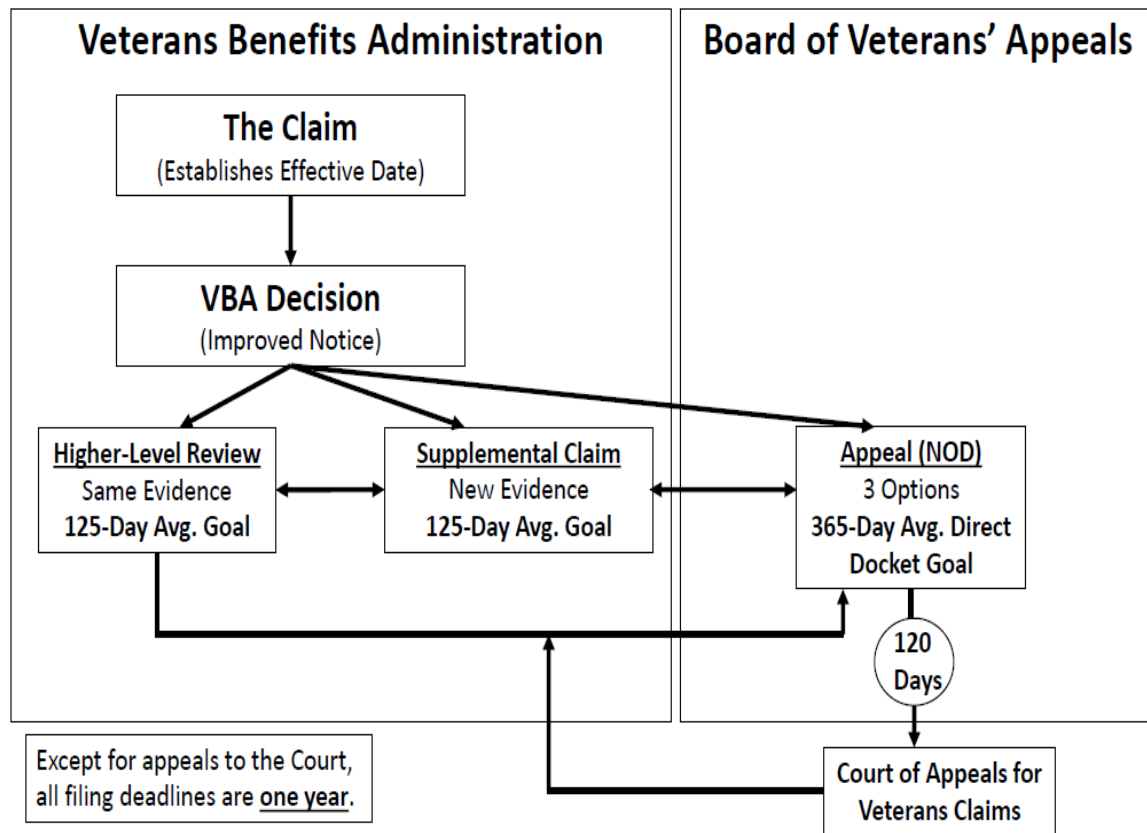 Veterans Benefits Administration
Board of Veterans' Appeals
The Claim
(Establishes Effective Date)
VBA Decision
(Improved Notice)
Higher-Level Review
Same Evidence
125-Day Avg. Goal
Supplemental Claim
New Evidence
125-Day Avg. Goal
Appeal (NOD)
3 Options
365-Day Avg. Direct
Docket Goal
120
Days
Except for appeals to the Court,
all filing deadlines are one year.
Court of Appeals for
Veterans Claims